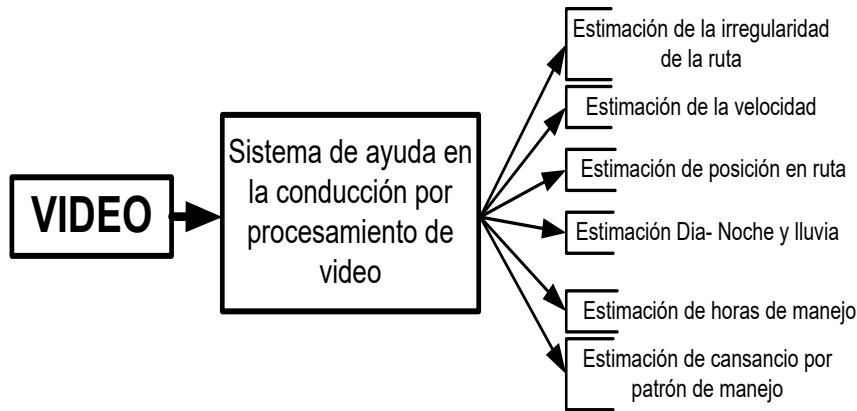 VIDEO
Sistema de ayuda en
la conducción por
procesamiento de
video
Estimación de la irregularidad
de la ruta
Estimación de la velocidad
Estimación de posición en ruta
Estimación Dia- Noche y lluvia
Estimación de horas de manejo
Estimación de cansancio por
patrón de manejo